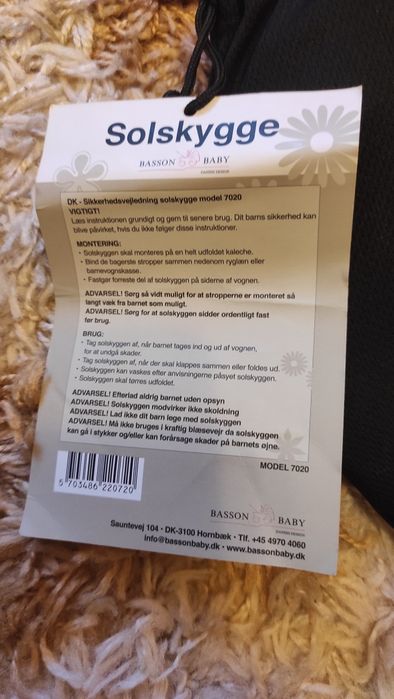 Solskygge
BASSON BABY
DANISH DESIGN
DK - Sikkerhedsvejledning solskygge model 7020
VIGTIGT!
Læs instruktionen grundigt og gem til senere brug. Dit barns sikkerhed kan
blive påvirket, hvis du ikke følger disse instruktioner.
MONTERING:
• Solskyggen skal monteres på en helt udfoldet kaleche.
• Bind de bagerste stropper sammen nedenom ryglæn eller
barnevognskasse.
• Fastgør forreste del af solskyggen på siderne af vognen.
ADVARSEL! Sørg så vidt muligt for at stropperne er monteret så
langt væk fra barnet som muligt.
ADVARSEL! Sørg for at solskyggen sidder ordentligt fast
før brug.
BRUG:
• Tag solskyggen af, når barnet tages ind og ud af vognen,
for at undgå skader.
• Tag solskyggen af, når der skal klappes sammen eller foldes ud.
• Solskyggen kan vaskes efter anvisningerne påsyet solskyggen.
• Solskyggen skal tørres udfoldet.
ADVARSEL! Efterlad aldrig barnet uden opsyn
ADVARSEL! Solskyggen modvirker ikke skoldning
ADVARSEL! Lad ikke dit barn lege med solskyggen
ADVARSEL! Må ikke bruges i kraftig blæsevejr da solskyggen
kan gå i stykker og/eller kan forårsage skader på barnets øjne.
MODEL 7020
5 703486 220720
BASSON BABY
DANISH DESIGN
Sauntevej 104 • DK-3100 Hornbæk • Tlf. +45 4970 4060
info@bassonbaby.dk • www.bassonbaby.dk